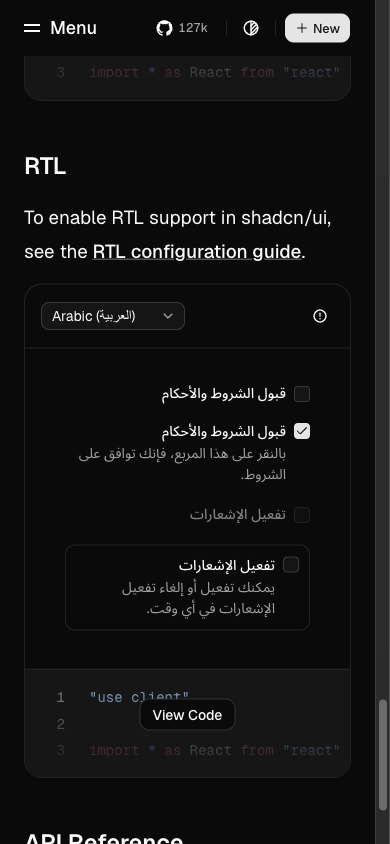 Menu
127k
New
3 import * as React from "react"
RTL
To enable RTL support in shadcn/ui,
see the RTL configuration guide.
Arabic (العربية)
قبول الشروط والأحكام
قبول الشروط والأحكام
بالنقر على هذا المربع، فإنك توافق على
الشروط.
تفعيل الإشعارات
تفعيل الإشعارات
يمكنك تفعيل أو إلغاء تفعيل
الإشعارات في أي وقت.
1 "use client"
2
View Code
3 import * as React from "react"
API Reference